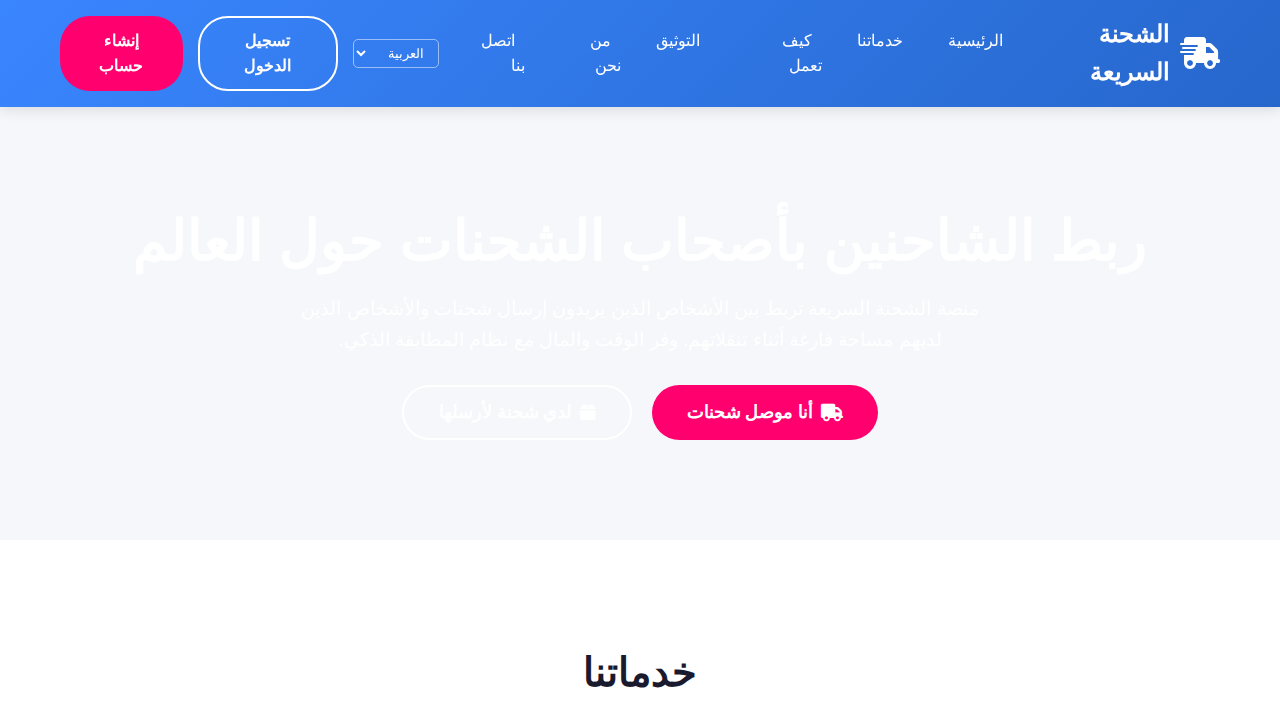 الشحنة
السريعة
الرئيسية
خدماتنا
كيف
تعمل
التوثيق
من
نحن
اتصل
بنا
العربية
تسجيل
الدخول
إنشاء
حساب
ربط الشاحنين بأصحاب الشحنات حول العالم
منصة الشحنة السريعة تربط بين الأشخاص الذين يريدون إرسال شحنات والأشخاص الذين
لديهم مساحة فارغة أثناء تنقلاتهم. وفر الوقت والمال مع نظام المطابقة الذكي.
أنا موصل شحنات
لدي شحنة لأرسلها
خدماتنا